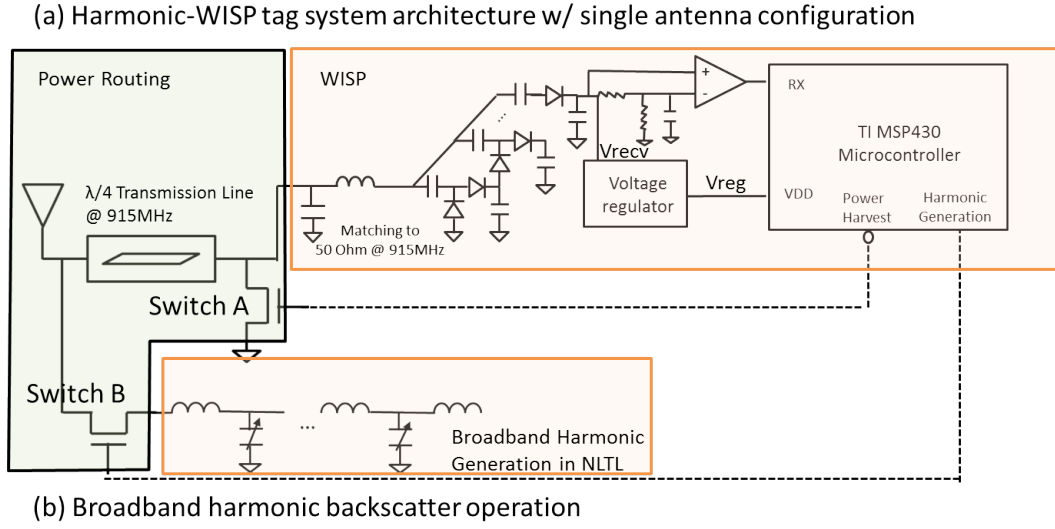 (a) Harmonic-WISP tag system architecture w/ single antenna configuration
Power Routing
WISP
+
-
RX
TI MSP430
Microcontroller
Vrecv
Voltage
regulator
Vreg
VDD
Power
Harvest
Harmonic
Generation
λ/4 Transmission Line
@ 915MHz
Matching to
50 Ohm @ 915MHz
Switch A
Switch B
...
...
Broadband Harmonic
Generation in NLTL
(b) Broadband harmonic backscatter operation